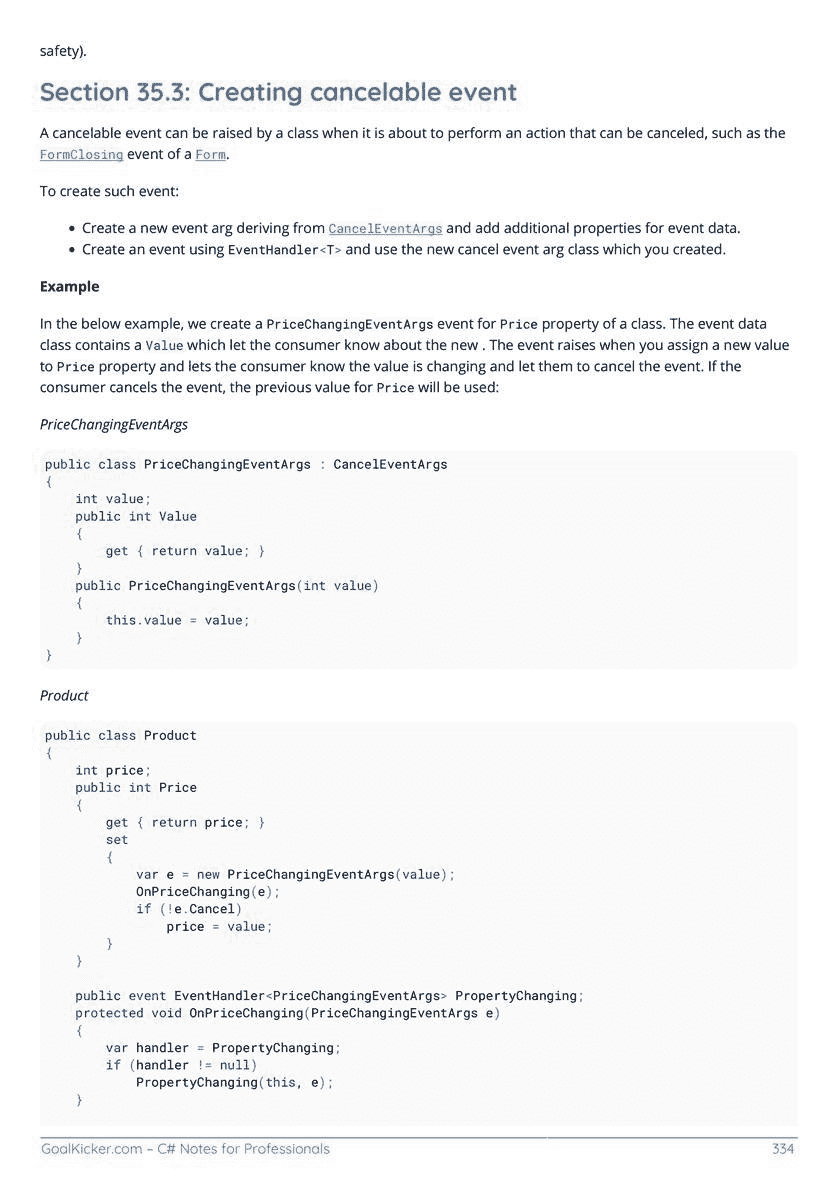 safety).
Section 35.3: Creating cancelable event
A cancelable event can be raised by a class when it is about to perform an action that can be canceled, such as the
FormClosing event of a Form.
To create such event:
• Create a new event arg deriving from CancelEventArgs and add additional properties for event data.
• Create an event using EventHandler<T> and use the new cancel event arg class which you created.
Example
In the below example, we create a PriceChangingEventArgs event for Price property of a class. The event data
class contains a Value which let the consumer know about the new . The event raises when you assign a new value
to Price property and lets the consumer know the value is changing and let them to cancel the event. If the
consumer cancels the event, the previous value for Price will be used:
PriceChangingEventArgs
public class PriceChangingEventArgs : CancelEventArgs
{
    int value;
    public int Value
    {
        get { return value; }
    }
    public PriceChangingEventArgs(int value)
    {
        this.value = value;
    }
}
Product
public class Product
{
    int price;
    public int Price
    {
        get { return price; }
        set
        {
            var e = new PriceChangingEventArgs(value);
            OnPriceChanging(e);
            if (!e.Cancel)
                price = value;
        }
    }
    public event EventHandler<PriceChangingEventArgs> PropertyChanging;
    protected void OnPriceChanging(PriceChangingEventArgs e)
    {
        var handler = PropertyChanging;
        if (handler != null)
            PropertyChanging(this, e);
    }
GoalKicker.com – C# Notes for Professionals 334